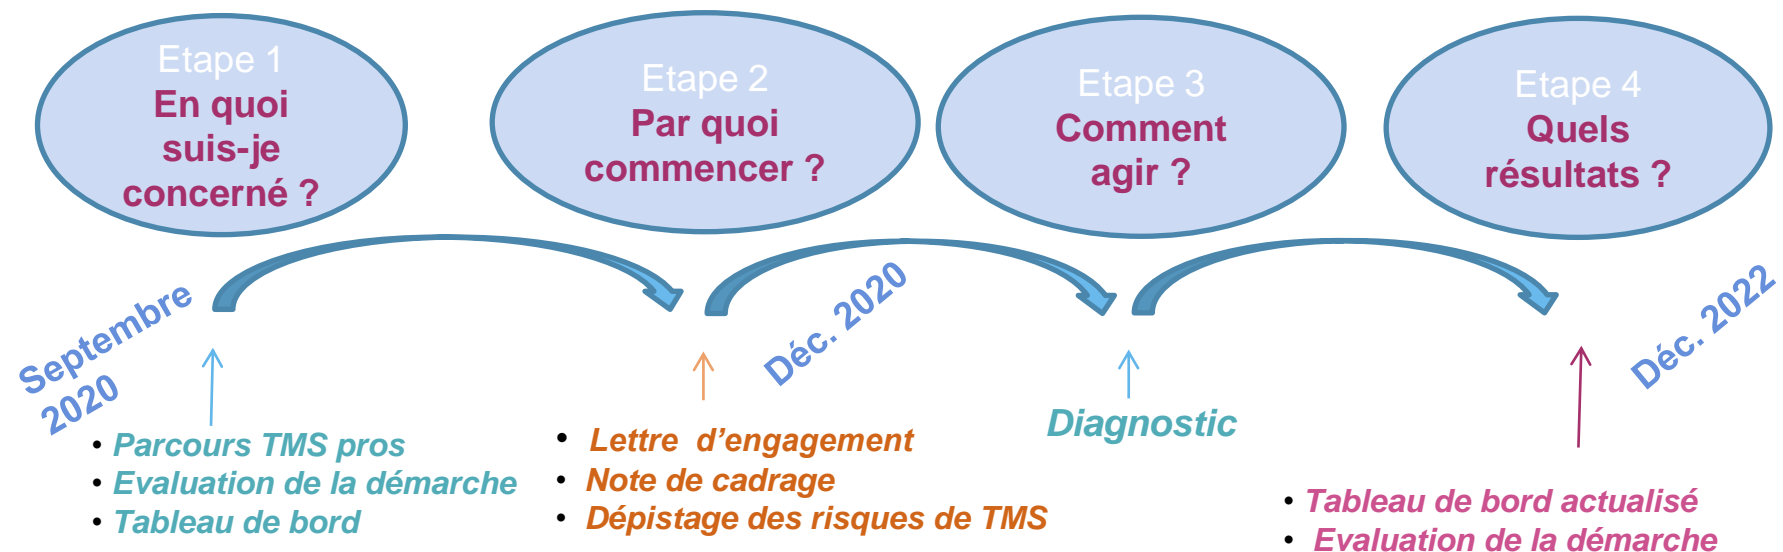 Etape 1
En quoi
suis-je
concerné ?
Etape 2
Par quoi
commencer ?
Etape 3
Comment
agir ?
Etape 4
Quels
résultats ?
Septembre
2020
Déc. 2020
Déc. 2022
• Parcours TMS pros
• Evaluation de la démarche
• Tableau de bord
• Lettre d’engagement
• Note de cadrage
• Dépistage des risques de TMS
Diagnostic
• Tableau de bord actualisé
• Evaluation de la démarche